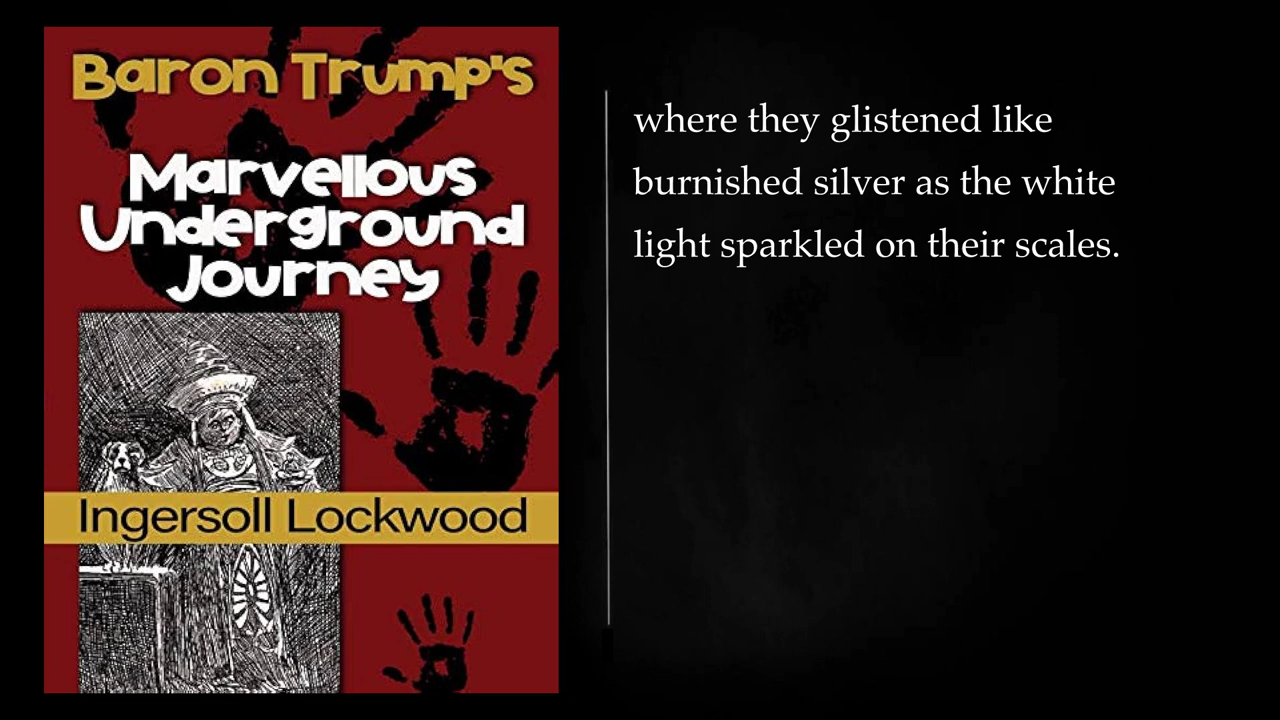 Baron Trump's
Marvellous
Underground
Journey
Ingersoll Lockwood
where they glistened like
burnished silver as the white
light sparkled on their scales.